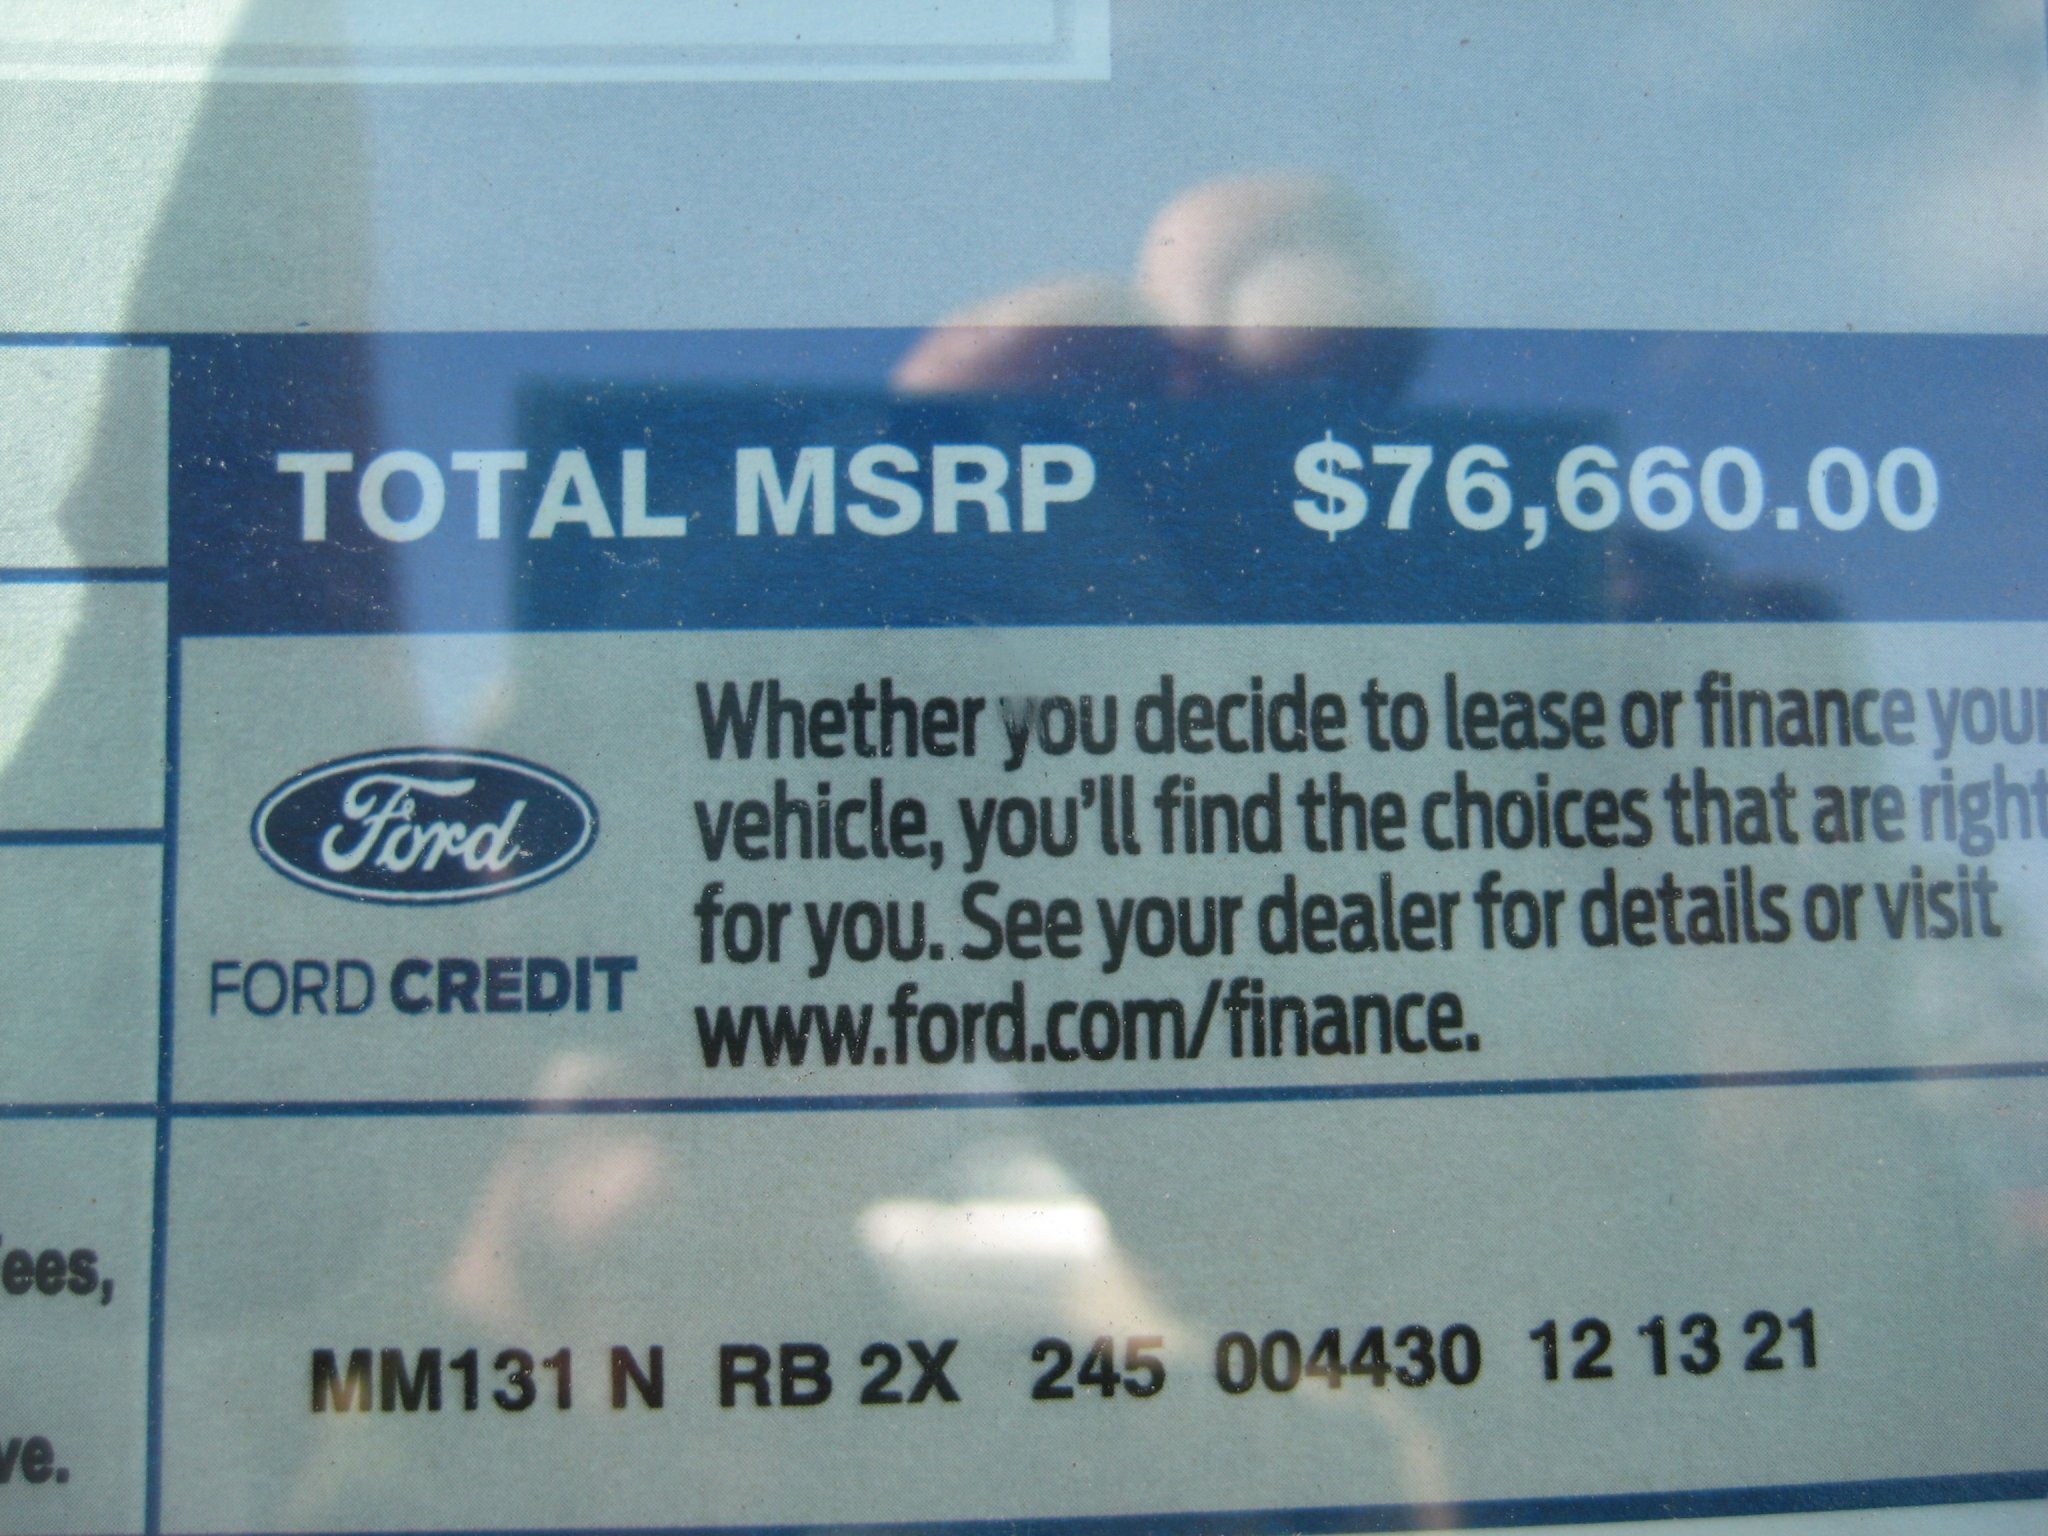 TOTAL MSRP $76,660.00
Whether you decide to lease or finance your
vehicle, you'll find the choices that are right
for you. See your dealer for details or visit
www.ford.com/finance.
Ford
FORD CREDIT
MM131 N RB 2X 245 004430 12 13 21